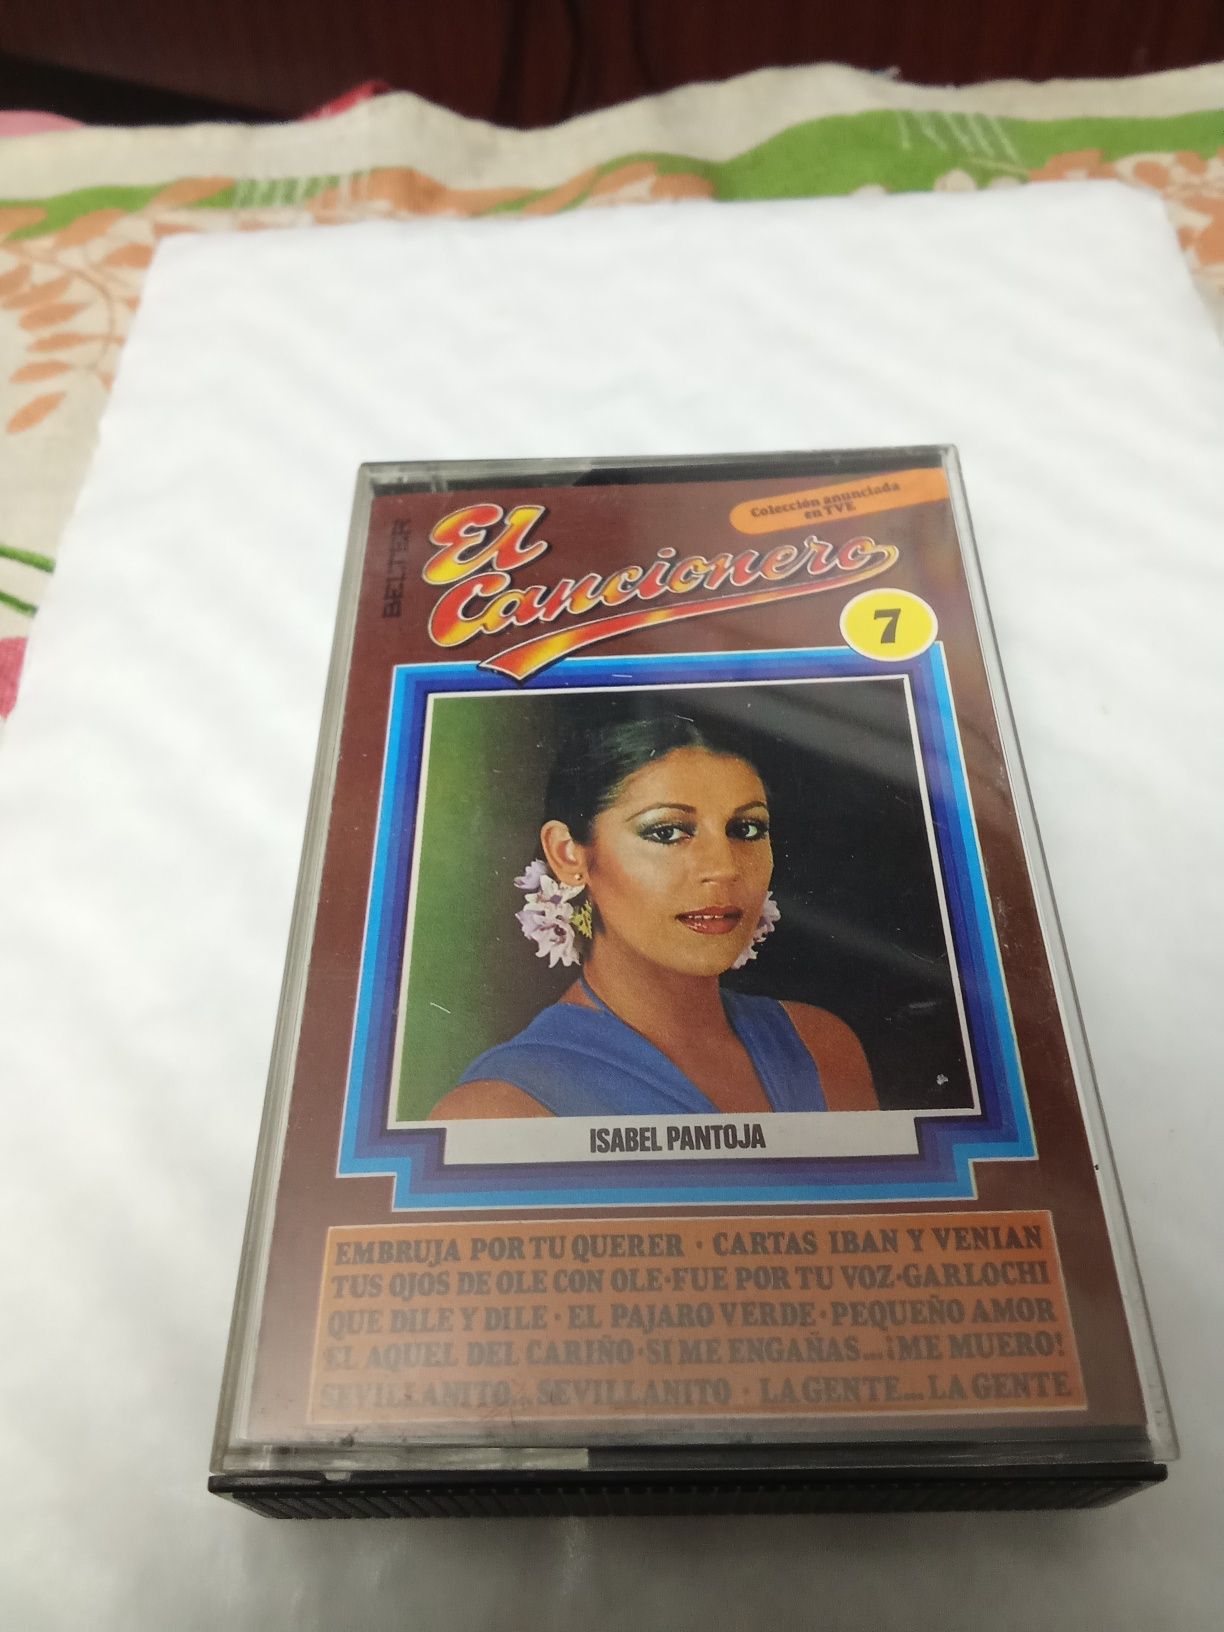 BELTER
El
Cancionero
Colección anunciada
en TVE
7
ISABEL PANTOJA
EMBRUJA POR TU QUERER · CARTAS IBAN Y VENIAN
TUS OJOS DE OLE CON OLE · FUE POR TU VOZ · GARLOCHI
QUE DILE Y DILE · EL PAJARO VERDE · PEQUEÑO AMOR
EL AQUEL DEL CARIÑO · SI ME ENGAÑAS... ¡ME MUERO!
SEVILLANITO... SEVILLANITO · LA GENTE... LA GENTE